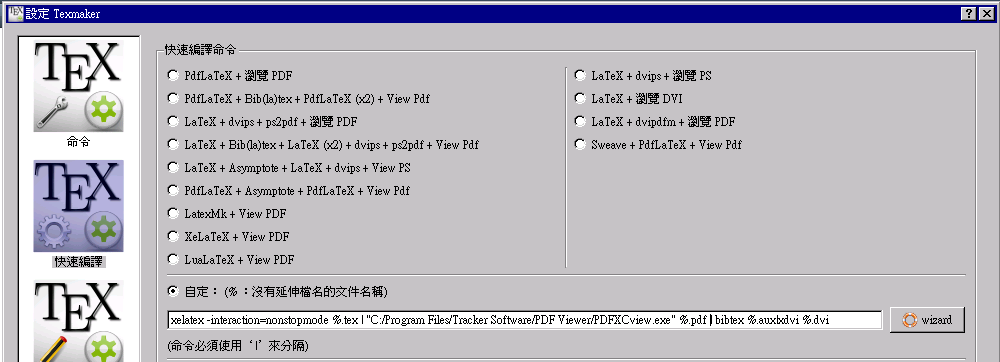 設定 Texmaker
TEX
命令
TEX
快速編譯
TEX
快速編譯命令
PdfLaTeX + 瀏覽 PDF
PdfLaTeX + Bib(la)tex + PdfLaTeX (x2) + View Pdf
LaTeX + dvips + ps2pdf + 瀏覽 PDF
LaTeX + Bib(la)tex + LaTeX (x2) + dvips + ps2pdf + View Pdf
LaTeX + Asymptote + LaTeX + dvips + View PS
PdfLaTeX + Asymptote + PdfLaTeX + View Pdf
LatexMk + View PDF
XeLaTeX + View PDF
LuaLaTeX + View PDF
LaTeX + dvips + 瀏覽 PS
LaTeX + 瀏覽 DVI
LaTeX + dvipdfm + 瀏覽 PDF
Sweave + PdfLaTeX + View Pdf
自定： (% ：沒有延伸檔名的文件名稱)
xelatex -interaction=nonstopmode %.tex | "C:/Program Files/Tracker Software/PDF Viewer/PDFXCview.exe" %.pdf | bibtex %.aux|xdvi %.dvi
wizard
(命令必須使用‘|’來分隔)